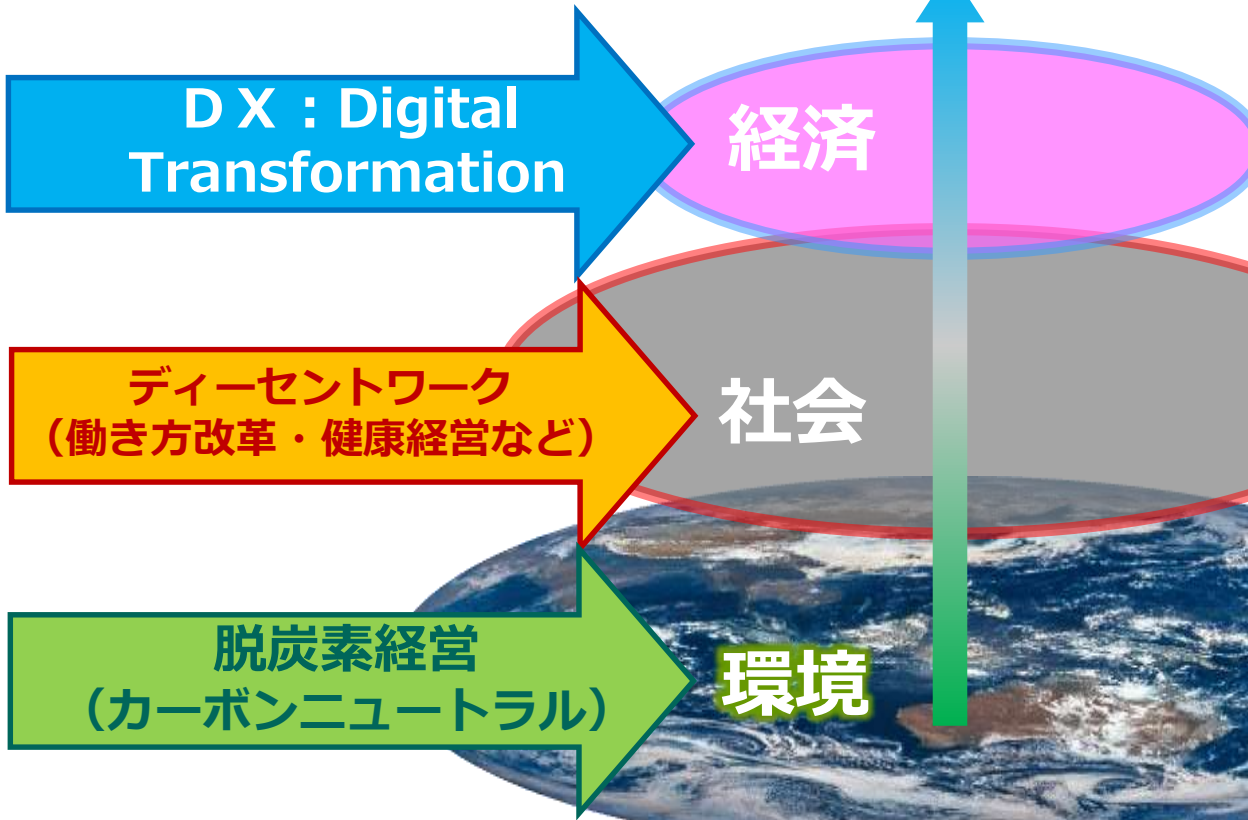 ＤＸ：Digital
Transformation
経済
ディーセントワーク
（働き方改革・健康経営など）
社会
脱炭素経営
（カーボンニュートラル）
環境